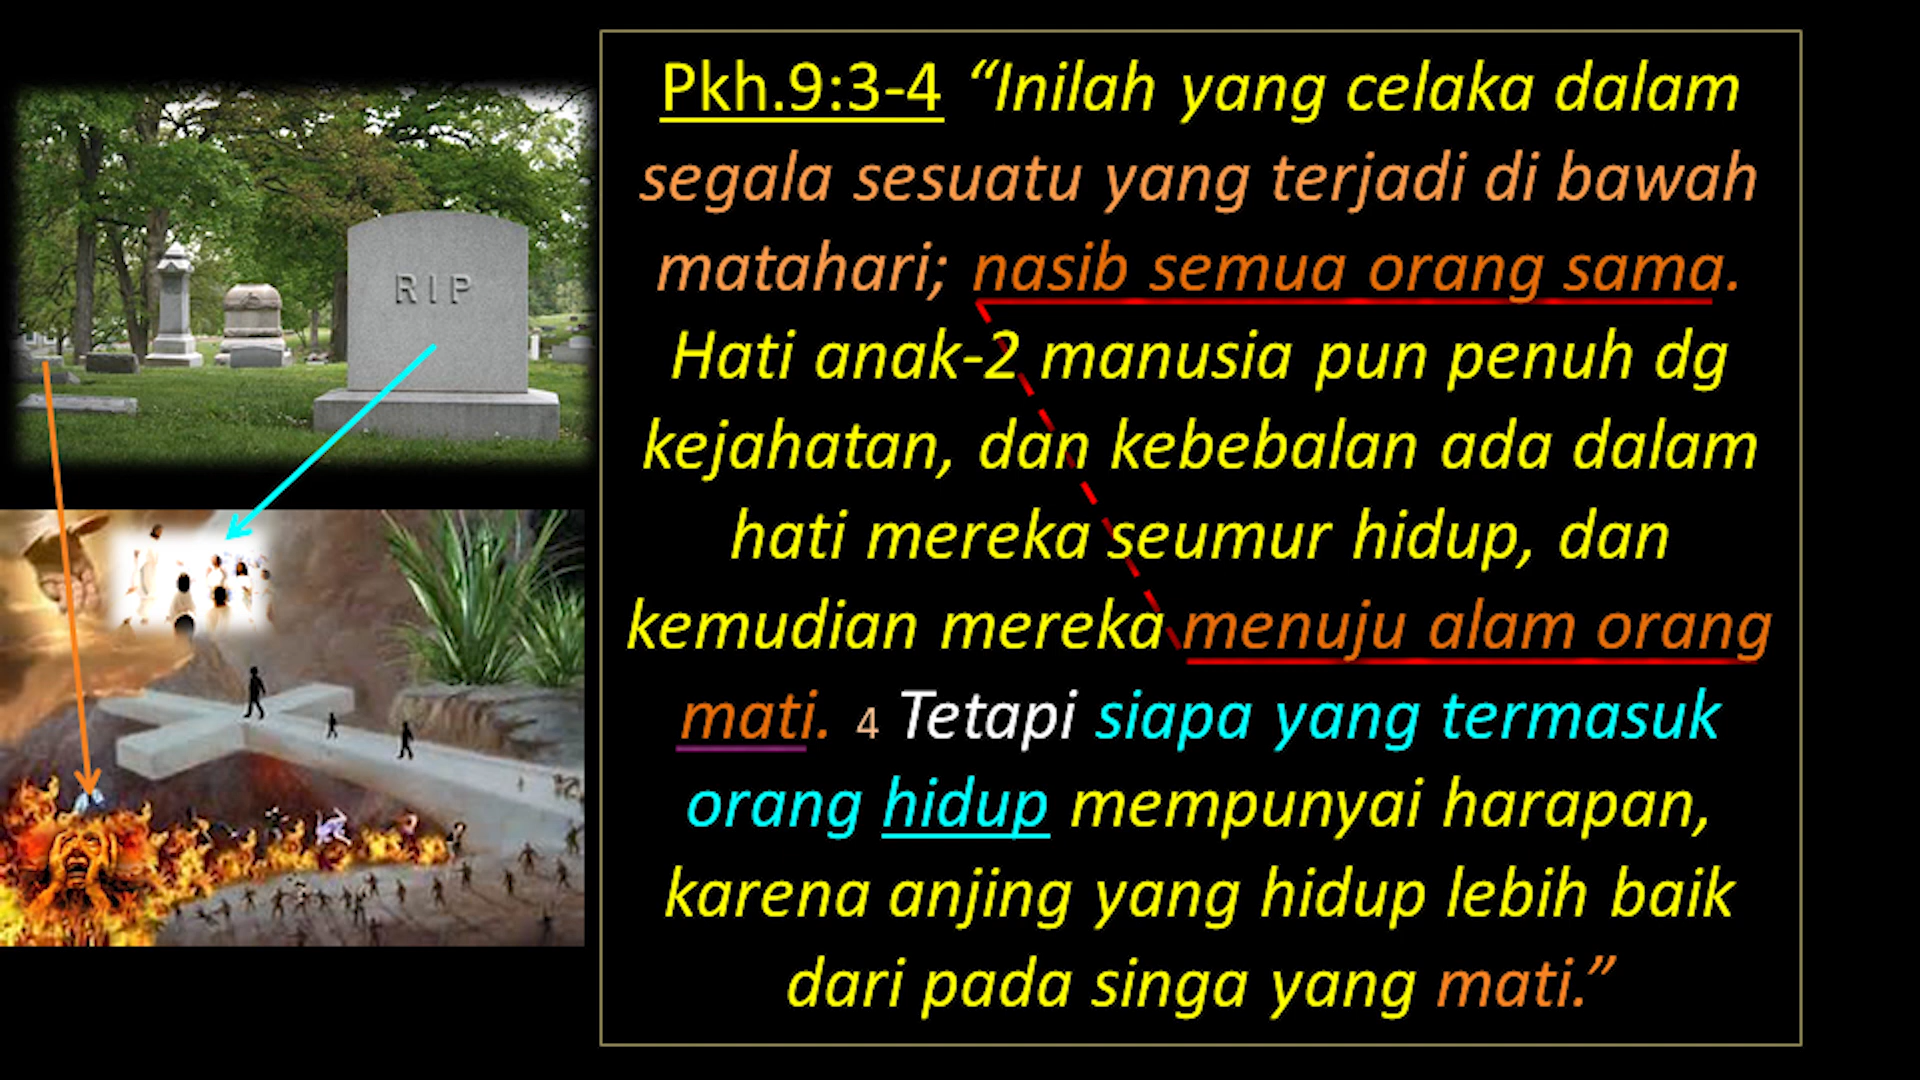 RIP
Pkh.9:3-4 “Inilah yang celaka dalam
segala sesuatu yang terjadi di bawah
matahari; nasib semua orang sama.
Hati anak-2 manusia pun penuh dg
kejahatan, dan kebebalan ada dalam
hati mereka seumur hidup, dan
kemudian mereka menuju alam orang
mati. 4 Tetapi siapa yang termasuk
orang hidup mempunyai harapan,
karena anjing yang hidup lebih baik
dari pada singa yang mati.”